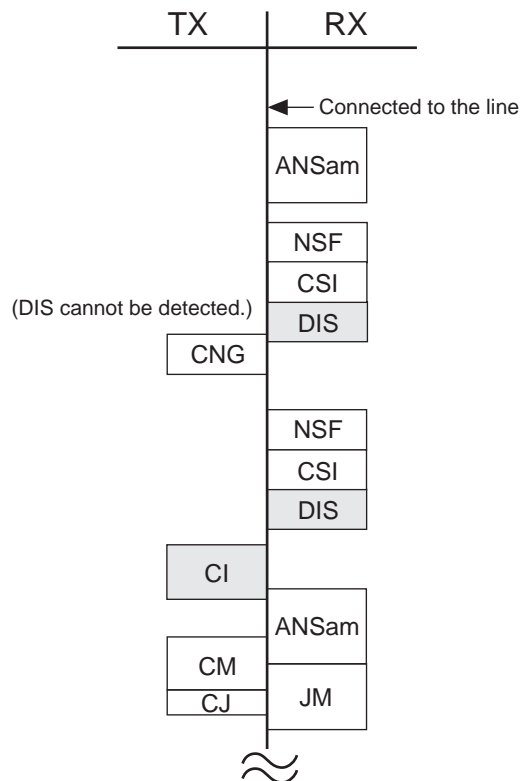 TX RX
Connected to the line
ANSam
NSF
CSI
(DIS cannot be detected.)
DIS
CNG
NSF
CSI
DIS
CI
ANSam
CM
JM
CJ